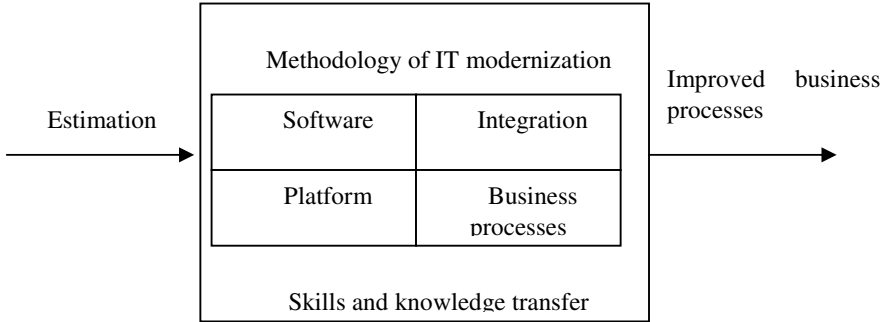 Methodology of IT modernization
Estimation
Software
Integration
Platform
Business
processes
Skills and knowledge transfer
Improved business
processes